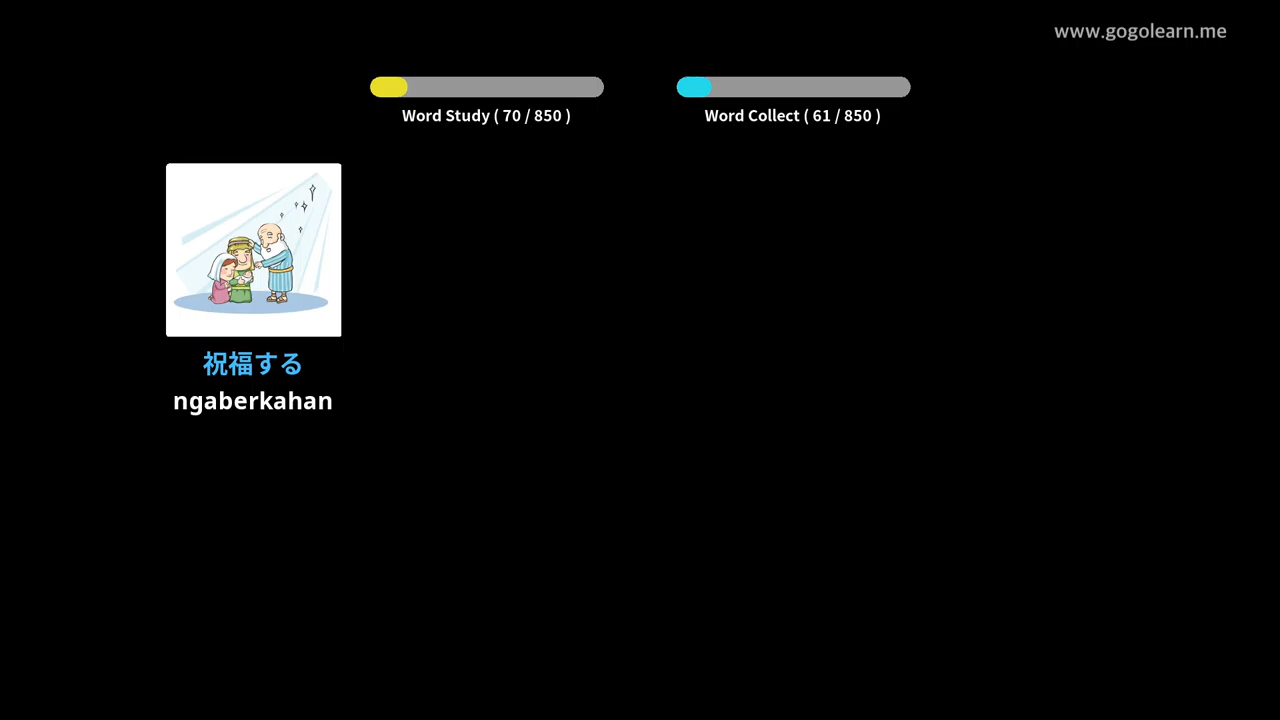 www.gogolearn.me
Word Study ( 70 / 850 )
Word Collect ( 61 / 850 )
祝福する
ngaberkahan